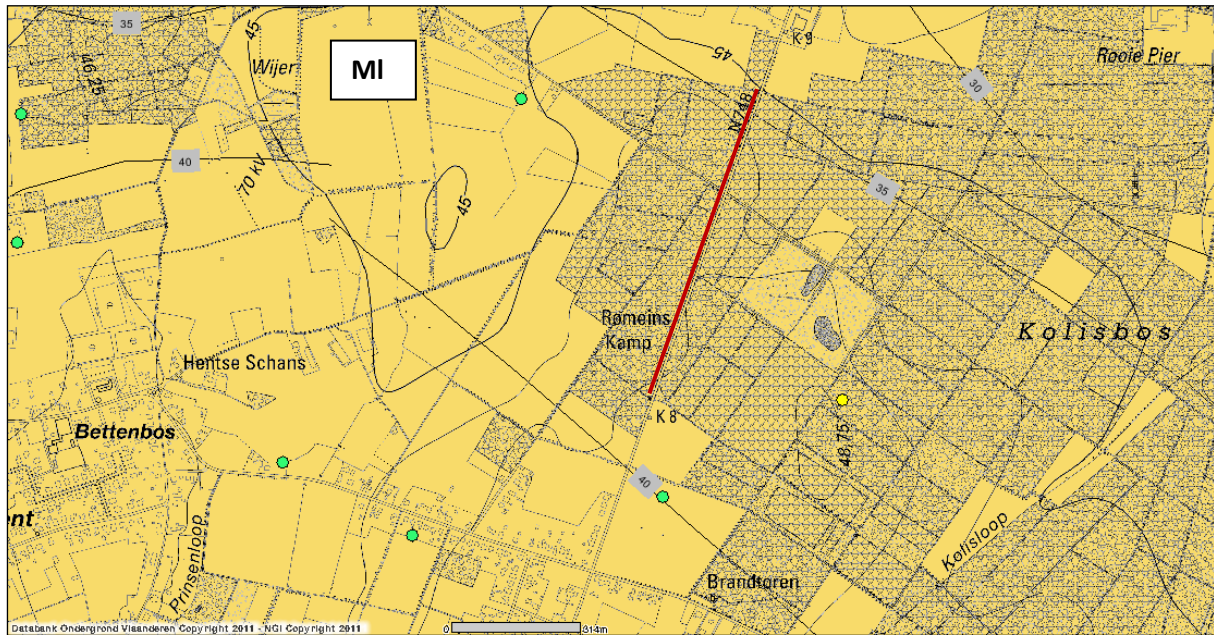 35
45
Ml
K 9
Rooie Pier
Wijer
46.25
45
N748
30
40
70 kV
35
45
Romeins
Kamp
Kolisbos
Hentse Schans
K 8
Bettenbos
48.75
40
ent
Prinsenloop
Kolisloop
Brandtoren
Databank Ondergrond Vlaanderen Copyright 2011 - NGI Copyright 2011
0
314m